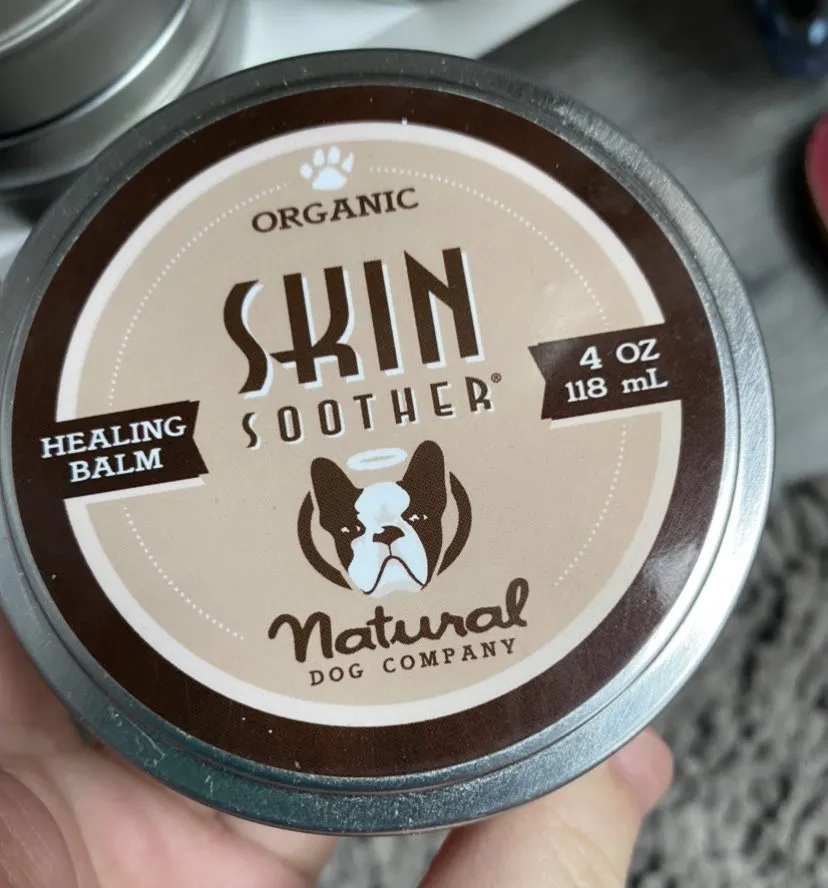 ORGANIC
SKIN
SOOTHER®
HEALING
BALM
4 OZ
118 mL
Natural
DOG COMPANY